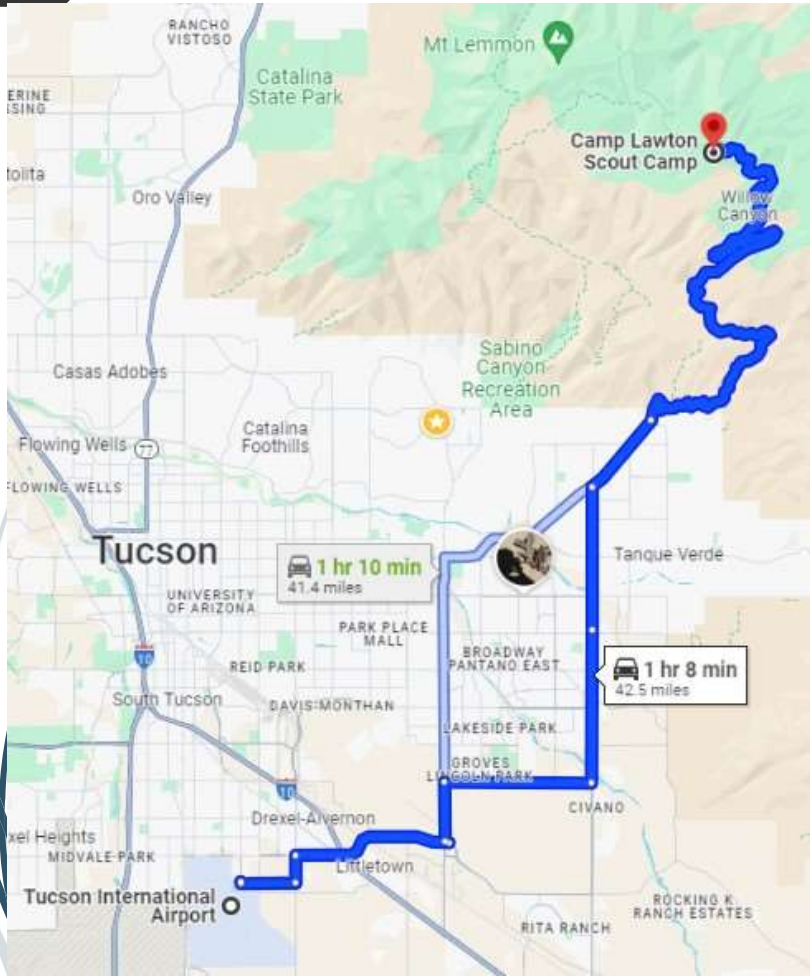 RANCHO
VISTOSO
Mt Lemmon
Catalina
State Park
ERINE
SSING
Camp Lawton
Scout Camp
tolita
Oro Valley
Willow
Canyon
Sabino
Canyon
Recreation
Area
Casas Adobes
Catalina
Foothills
Flowing Wells
77
FLOWING WELLS
Tucson
1 hr 10 min
41.4 miles
Tanque Verde
UNIVERSITY
OF ARIZONA
PARK PLACE
MALL
BROADWAY
PANTANO EAST
10
REID PARK
1 hr 8 min
42.5 miles
South Tucson
DAVIS-MONTHAN
LAKESIDE PARK
GROVES
LINCOLN PARK
10
CIVANO
Drexel-Alvernon
xel Heights
MIDVALE PARK
Littletown
Tucson International
Airport
ROCKING K
RANCH ESTATES
RITA RANCH